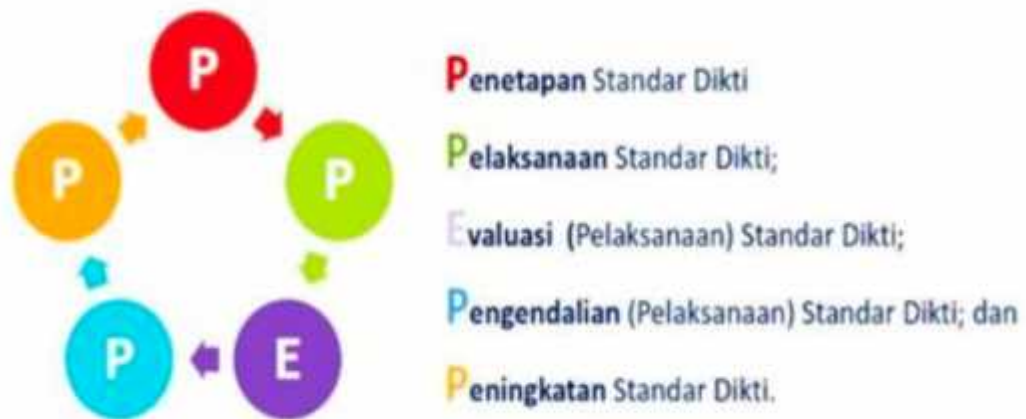 P
P
P
P
E
Penetapan Standar Dikti
Pelaksanaan Standar Dikti;
Evaluasi (Pelaksanaan) Standar Dikti;
Pengendalian (Pelaksanaan) Standar Dikti; dan
Peningkatan Standar Dikti.